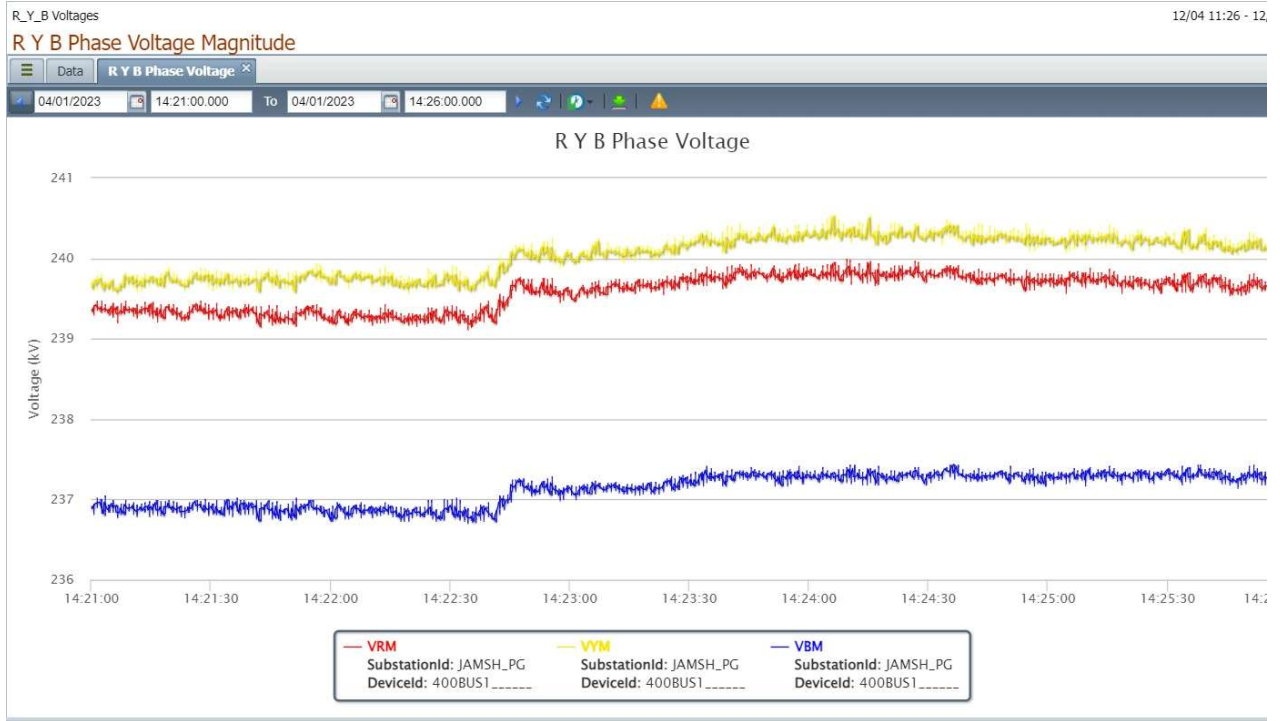 R_Y_B Voltages 12/04 11:26 - 12/
R Y B Phase Voltage Magnitude
Data R Y B Phase Voltage
04/01/2023 14:21:00.000 To 04/01/2023 14:26:00.000
R Y B Phase Voltage
241
240
239
238
237
236
Voltage (kV)
14:21:00 14:21:30 14:22:00 14:22:30 14:23:00 14:23:30 14:24:00 14:24:30 14:25:00 14:25:30 14:2
VRM VYM VBM
SubstationId: JAMSH_PG SubstationId: JAMSH_PG SubstationId: JAMSH_PG
DeviceId: 400BUS1______ DeviceId: 400BUS1______ DeviceId: 400BUS1______